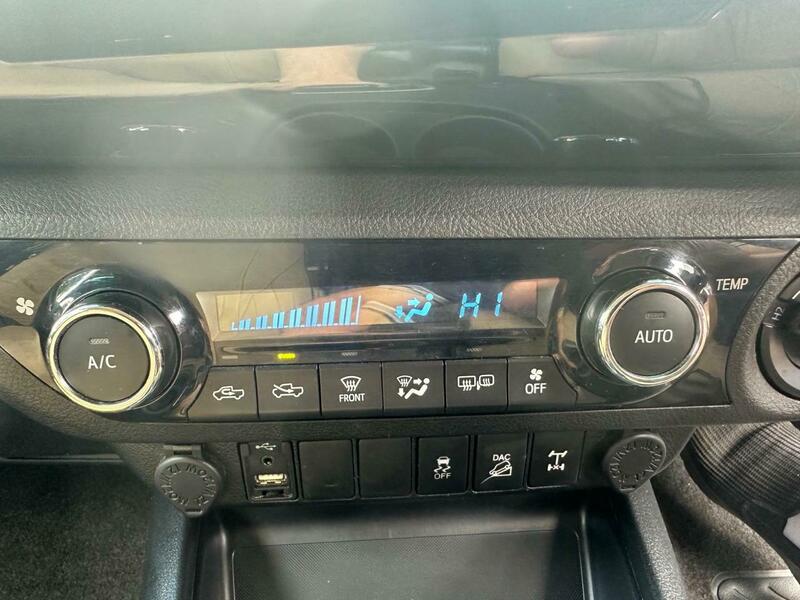 TEMP
HI
A/C
AUTO
FRONT
OFF
OFF
DAC